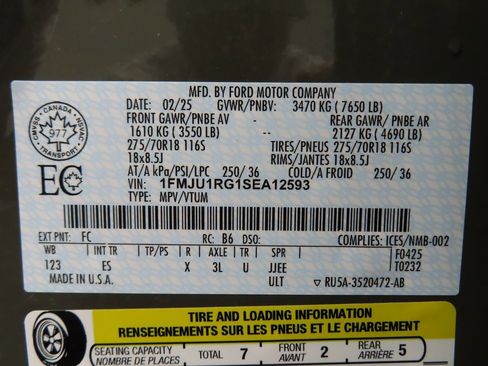 MFD. BY FORD MOTOR COMPANY
DATE: 02/25 GVWR/PNBV: 3470 KG ( 7650 LB)
FRONT GAWR/PNBE AV -- REAR GAWR/ PNBE AR
1610 KG ( 3550 LB) 2127 KG ( 4690 LB)
275/70R18 116S TIRES/PNEUS 275/70R18 116S
18x8.5J RIMS/JANTES 18x8.5J
AT/A kPa/PSI/LPC 250/ 36 COLD/A FROID 250/ 36
VIN: 1FMJU1RG1SEA12593
TYPE: MPV/VTUM
CANADA
CMVSS NSVAC
977
EC
EXT PNT: FC RC: B6 DSO: COMPLIES: ICES/NMB-002
WB INT TR TP/PS R AXLE TR SPR F0425
123 ES X 3L U JJEE T0232
MADE IN U.S.A. ULT RU5A-3520472-AB
TIRE AND LOADING INFORMATION
RENSEIGNEMENTS SUR LES PNEUS ET LE CHARGEMENT
SEATING CAPACITY TOTAL 7 FRONT 2 REAR 5
NOMBRE DE PLACES AVANT ARRIÈRE